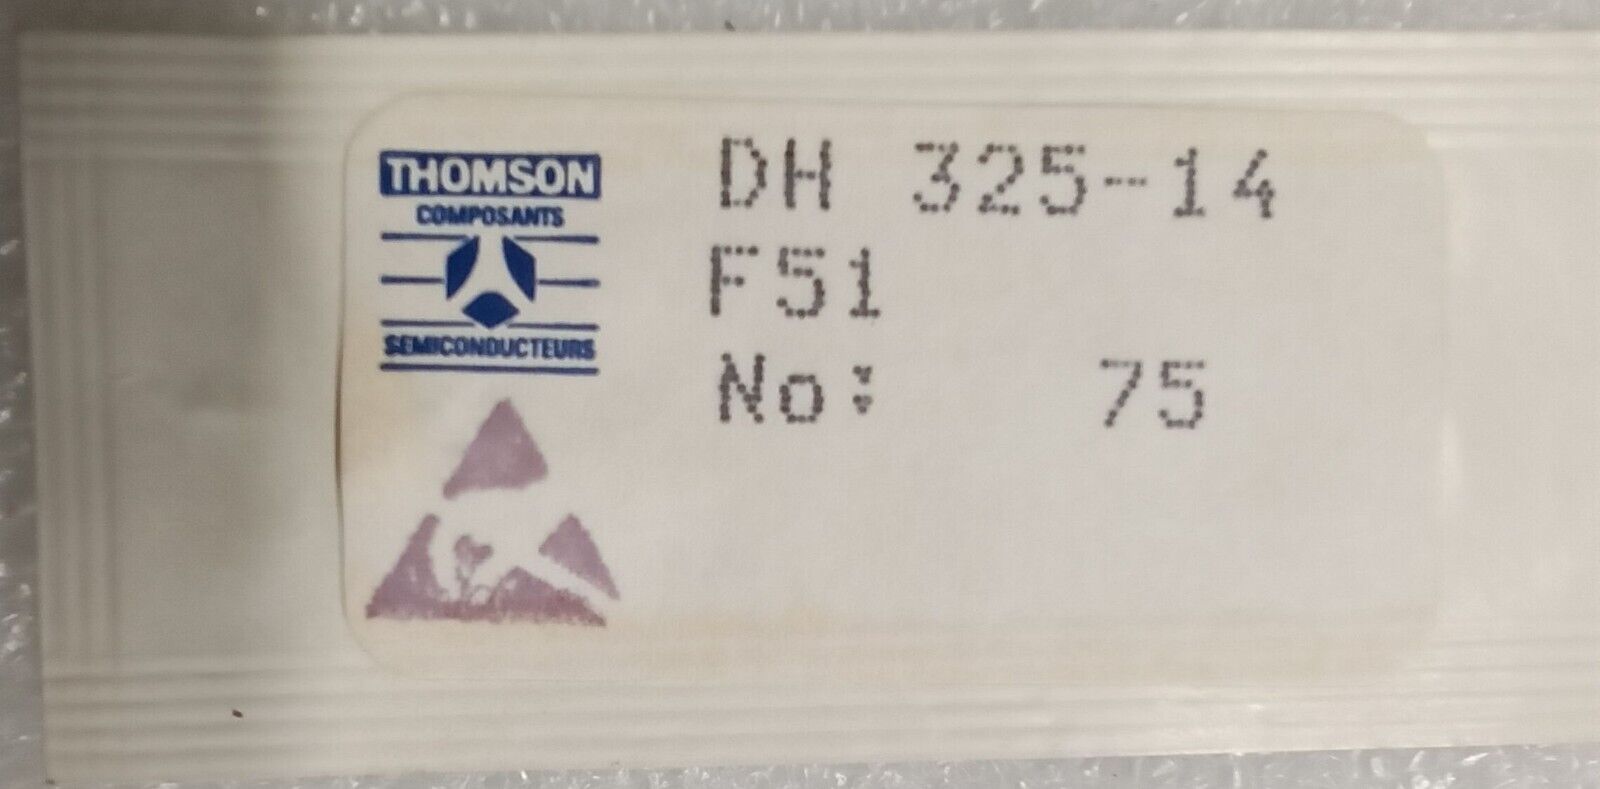 THOMSON
COMPOSANTS
SEMICONDUCTEURS
DH 325-14
F51
No: 75